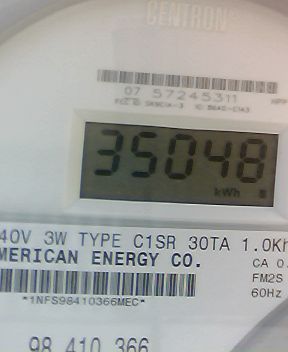 CENTRON®
07 57245311
35048
kWh
40V 3W TYPE C1SR 30TA 1.0Kh
MERICAN ENERGY CO.
CA 0.
FM2S
60Hz
*1NFS98410366MEC*
98 410 366